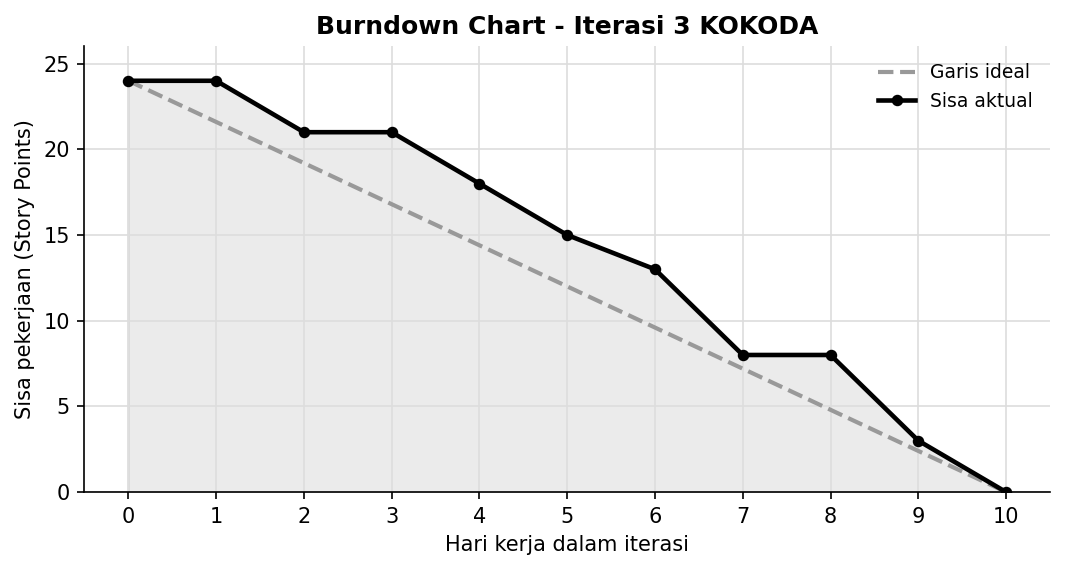 Burndown Chart - Iterasi 3 KOKODA
Garis ideal
Sisa aktual
Sisa pekerjaan (Story Points)
25
20
15
10
5
0
0 1 2 3 4 5 6 7 8 9 10
Hari kerja dalam iterasi